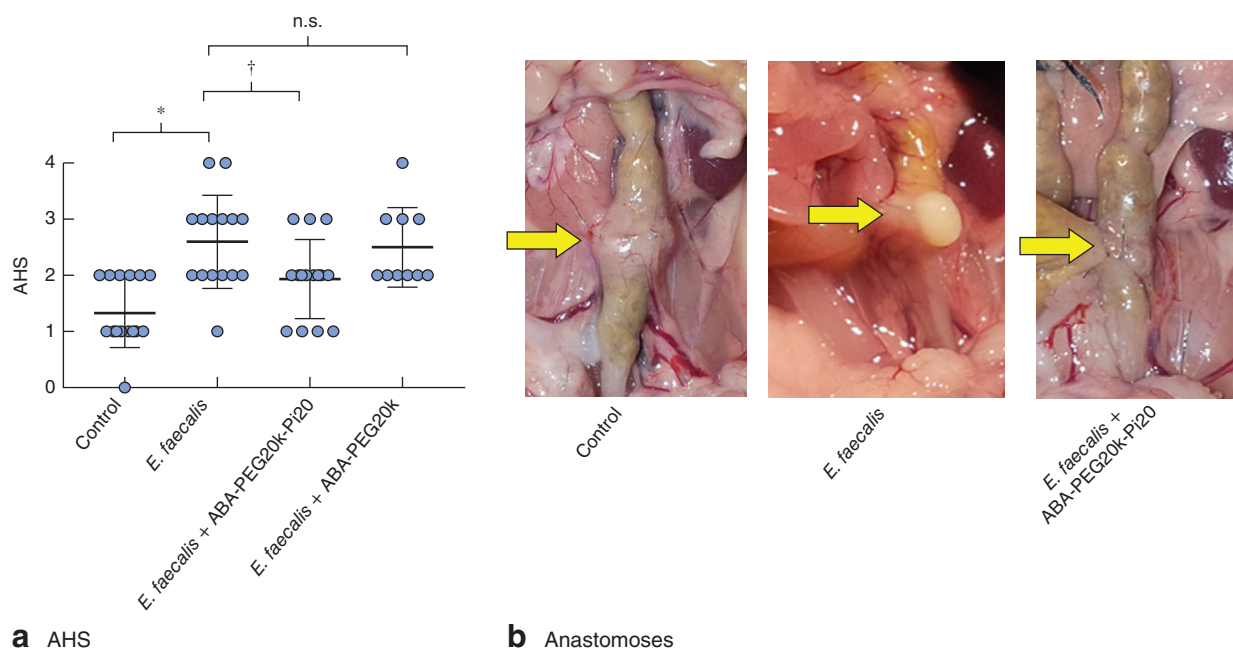 n.s.
†
*
4
3
2
1
0
AHS
Control
E. faecalis
E. faecalis + ABA-PEG20k-Pi20
E. faecalis + ABA-PEG20k
a AHS
Control
E. faecalis
E. faecalis +
ABA-PEG20k-Pi20
b Anastomoses